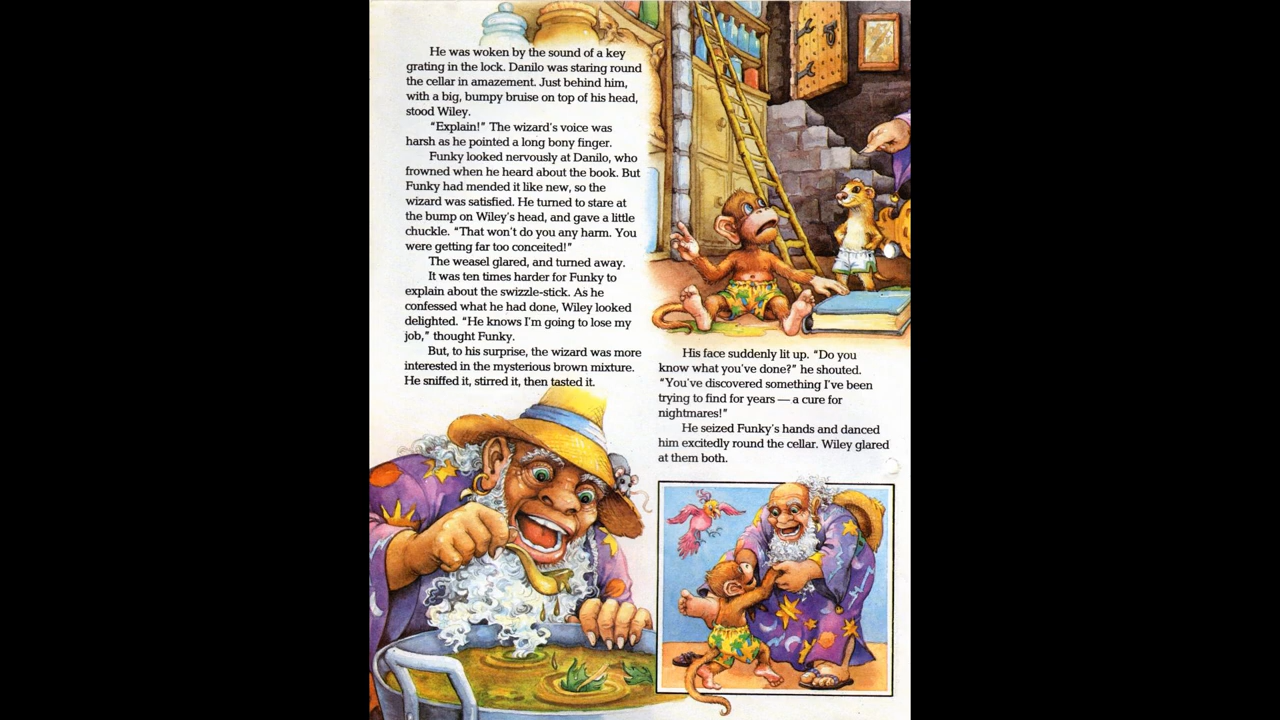 He was woken by the sound of a key
grating in the lock. Danilo was staring round
the cellar in amazement. Just behind him,
with a big, bumpy bruise on top of his head,
stood Wiley.
"Explain!" The wizard's voice was
harsh as he pointed a long bony finger.
Funky looked nervously at Danilo, who
frowned when he heard about the book. But
Funky had mended it like new, so the
wizard was satisfied. He turned to stare at
the bump on Wiley's head, and gave a little
chuckle. "That won't do you any harm. You
were getting far too conceited!"
The weasel glared, and turned away.
It was ten times harder for Funky to
explain about the swizzle-stick. As he
confessed what he had done, Wiley looked
delighted. "He knows I'm going to lose my
job," thought Funky.
But, to his surprise, the wizard was more
interested in the mysterious brown mixture.
He sniffed it, stirred it, then tasted it.
His face suddenly lit up. "Do you
know what you've done?" he shouted.
"You've discovered something I've been
trying to find for years — a cure for
nightmares!"
He seized Funky's hands and danced
him excitedly round the cellar. Wiley glared
at them both.